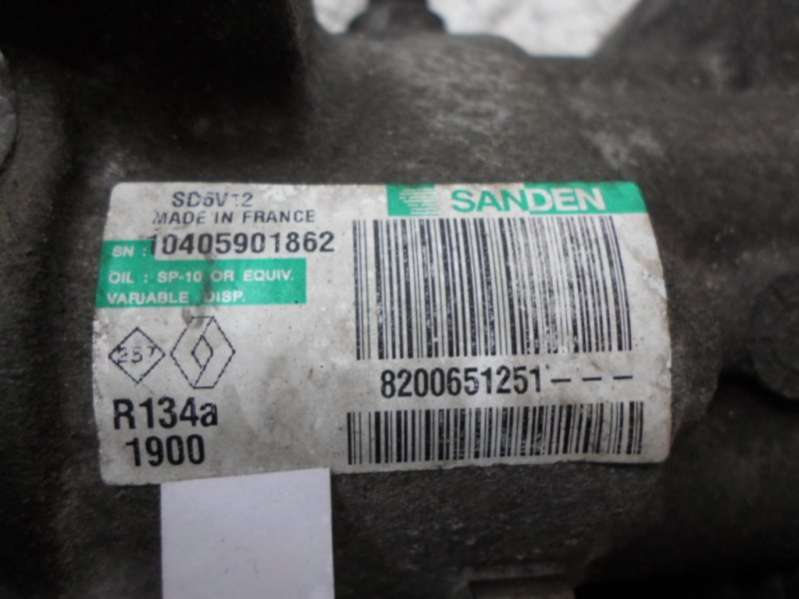 SD6V12
MADE IN FRANCE
SANDEN
SN : 10405901862
OIL : SP-10 OR EQUIV.
VARIABLE DISP.
257
8200651251---
R134a
1900